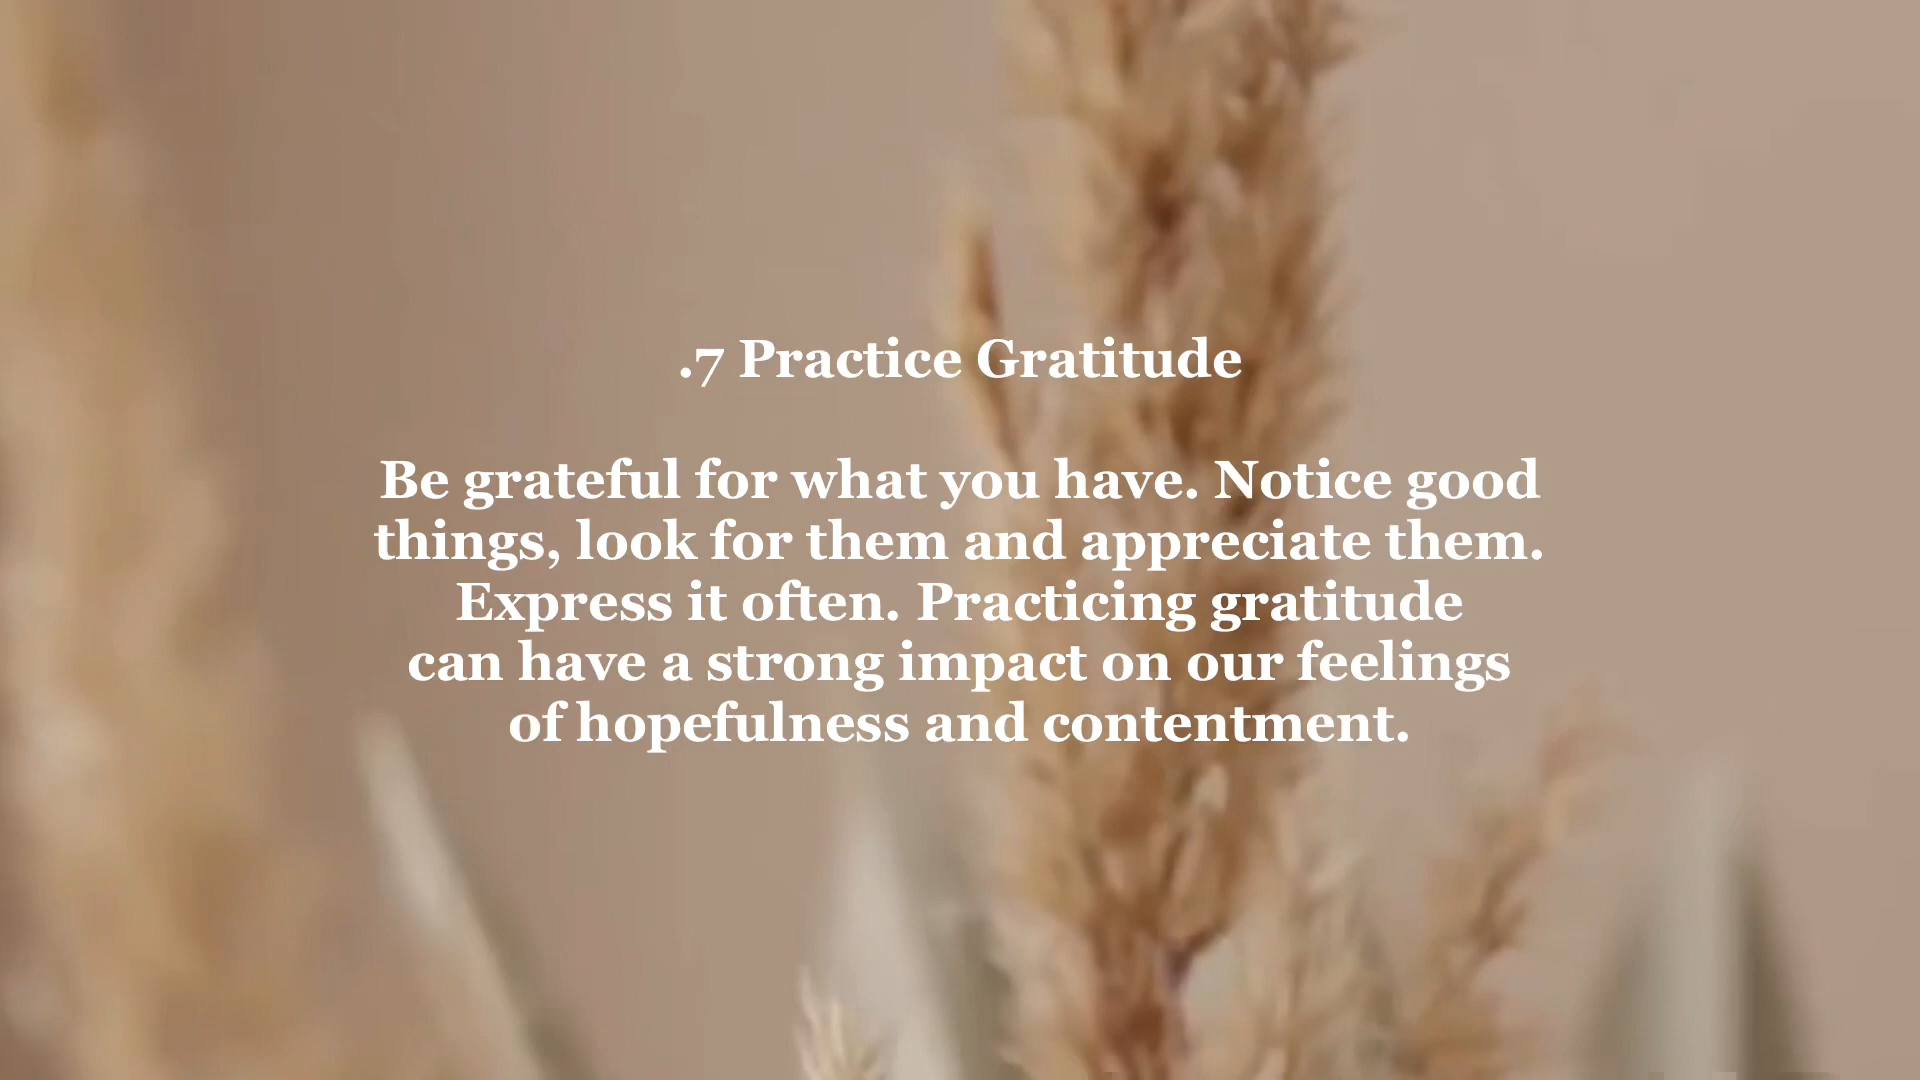 .7 Practice Gratitude
Be grateful for what you have. Notice good
things, look for them and appreciate them.
Express it often. Practicing gratitude
can have a strong impact on our feelings
of hopefulness and contentment.